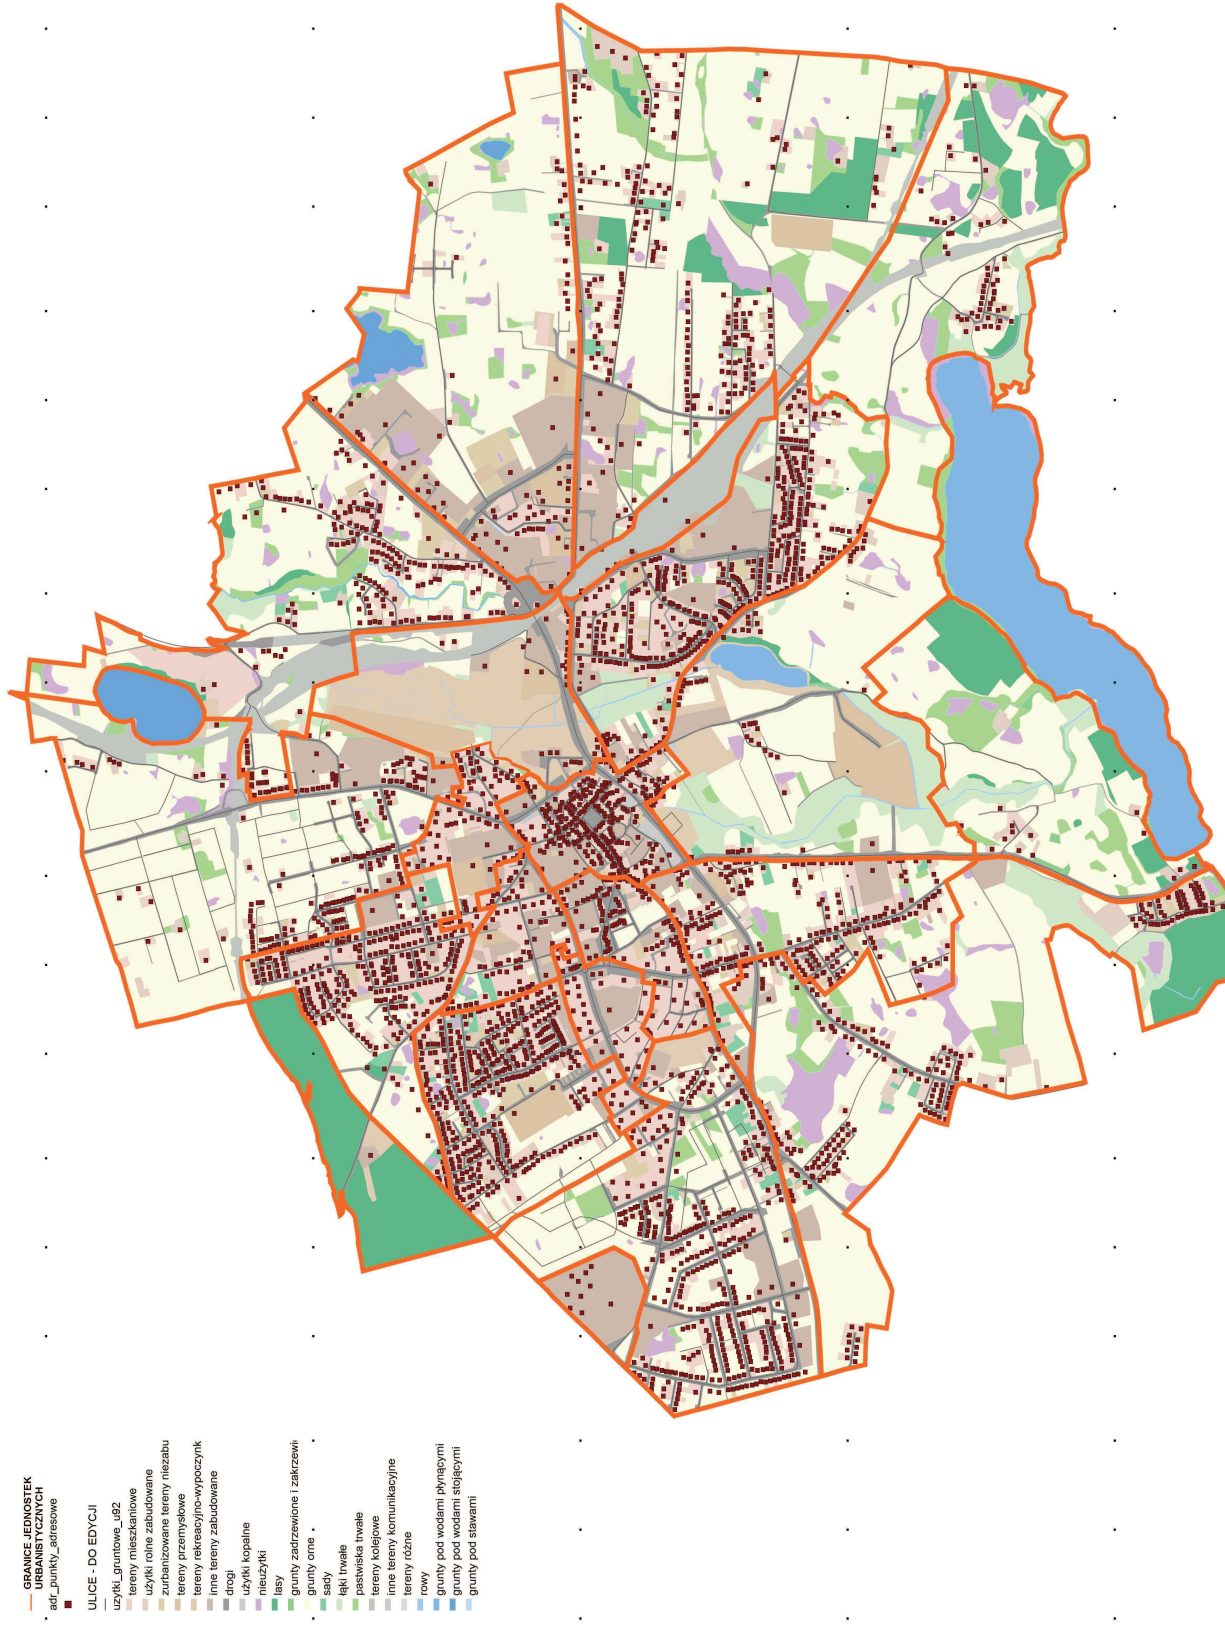 GRANICE JEDNOSTEK
URBANISTYCZNYCH
adr_punkty_adresowe
ULICE - DO EDYCJI
uzytki_gruntowe_u92
tereny mieszkaniowe
użytki rolne zabudowane
zurbanizowane tereny niezabu
tereny przemysłowe
tereny rekreacyjno-wypoczynk
inne tereny zabudowane
drogi
użytki kopalne
nieużytki
lasy
grunty zadrzewione i zakrzewi
grunty orne
sady
łąki trwałe
pastwiska trwałe
tereny kolejowe
inne tereny komunikacyjne
tereny różne
rowy
grunty pod wodami płynącymi
grunty pod wodami stojącymi
grunty pod stawami